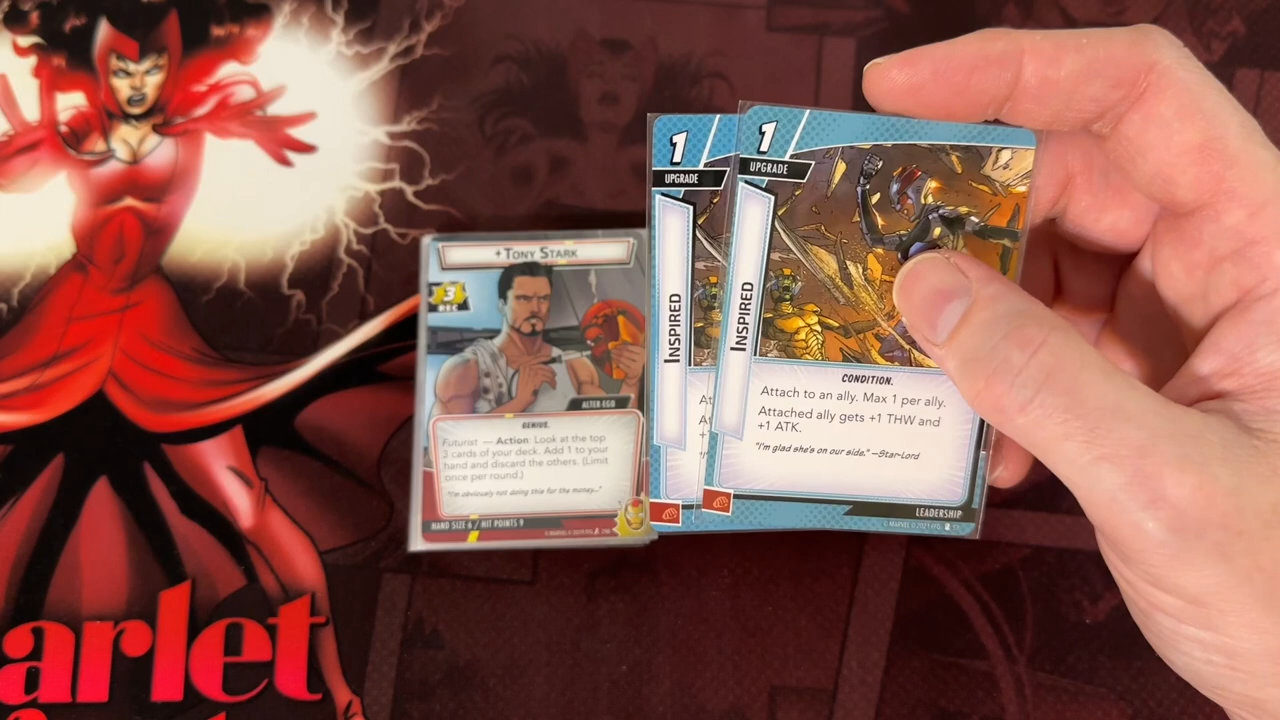 arlet
+Tony Stark
3
REC
ALTER-EGO
GENIUS.
Futurist — Action: Look at the top
3 cards of your deck. Add 1 to your
hand and discard the others. (Limit
once per round.)
"I'm obviously not doing this for the money..."
HAND SIZE 6 / HIT POINTS 9
1
UPGRADE
INSPIRED
1
UPGRADE
INSPIRED
CONDITION.
Attach to an ally. Max 1 per ally.
Attached ally gets +1 THW and
+1 ATK.
"I'm glad she's on our side." —Star-Lord
LEADERSHIP